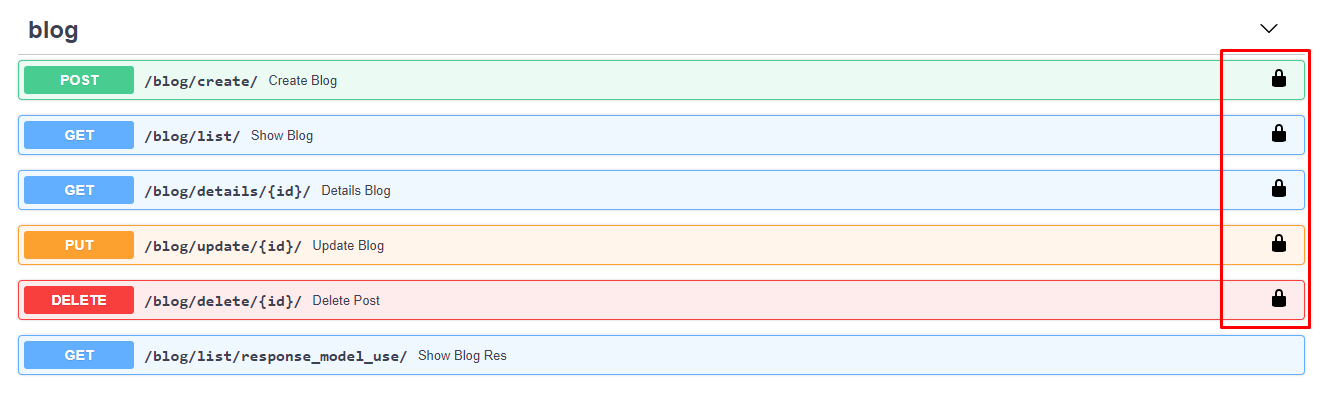 blog
POST /blog/create/ Create Blog
GET /blog/list/ Show Blog
GET /blog/details/{id}/ Details Blog
PUT /blog/update/{id}/ Update Blog
DELETE /blog/delete/{id}/ Delete Post
GET /blog/list/response_model_use/ Show Blog Res